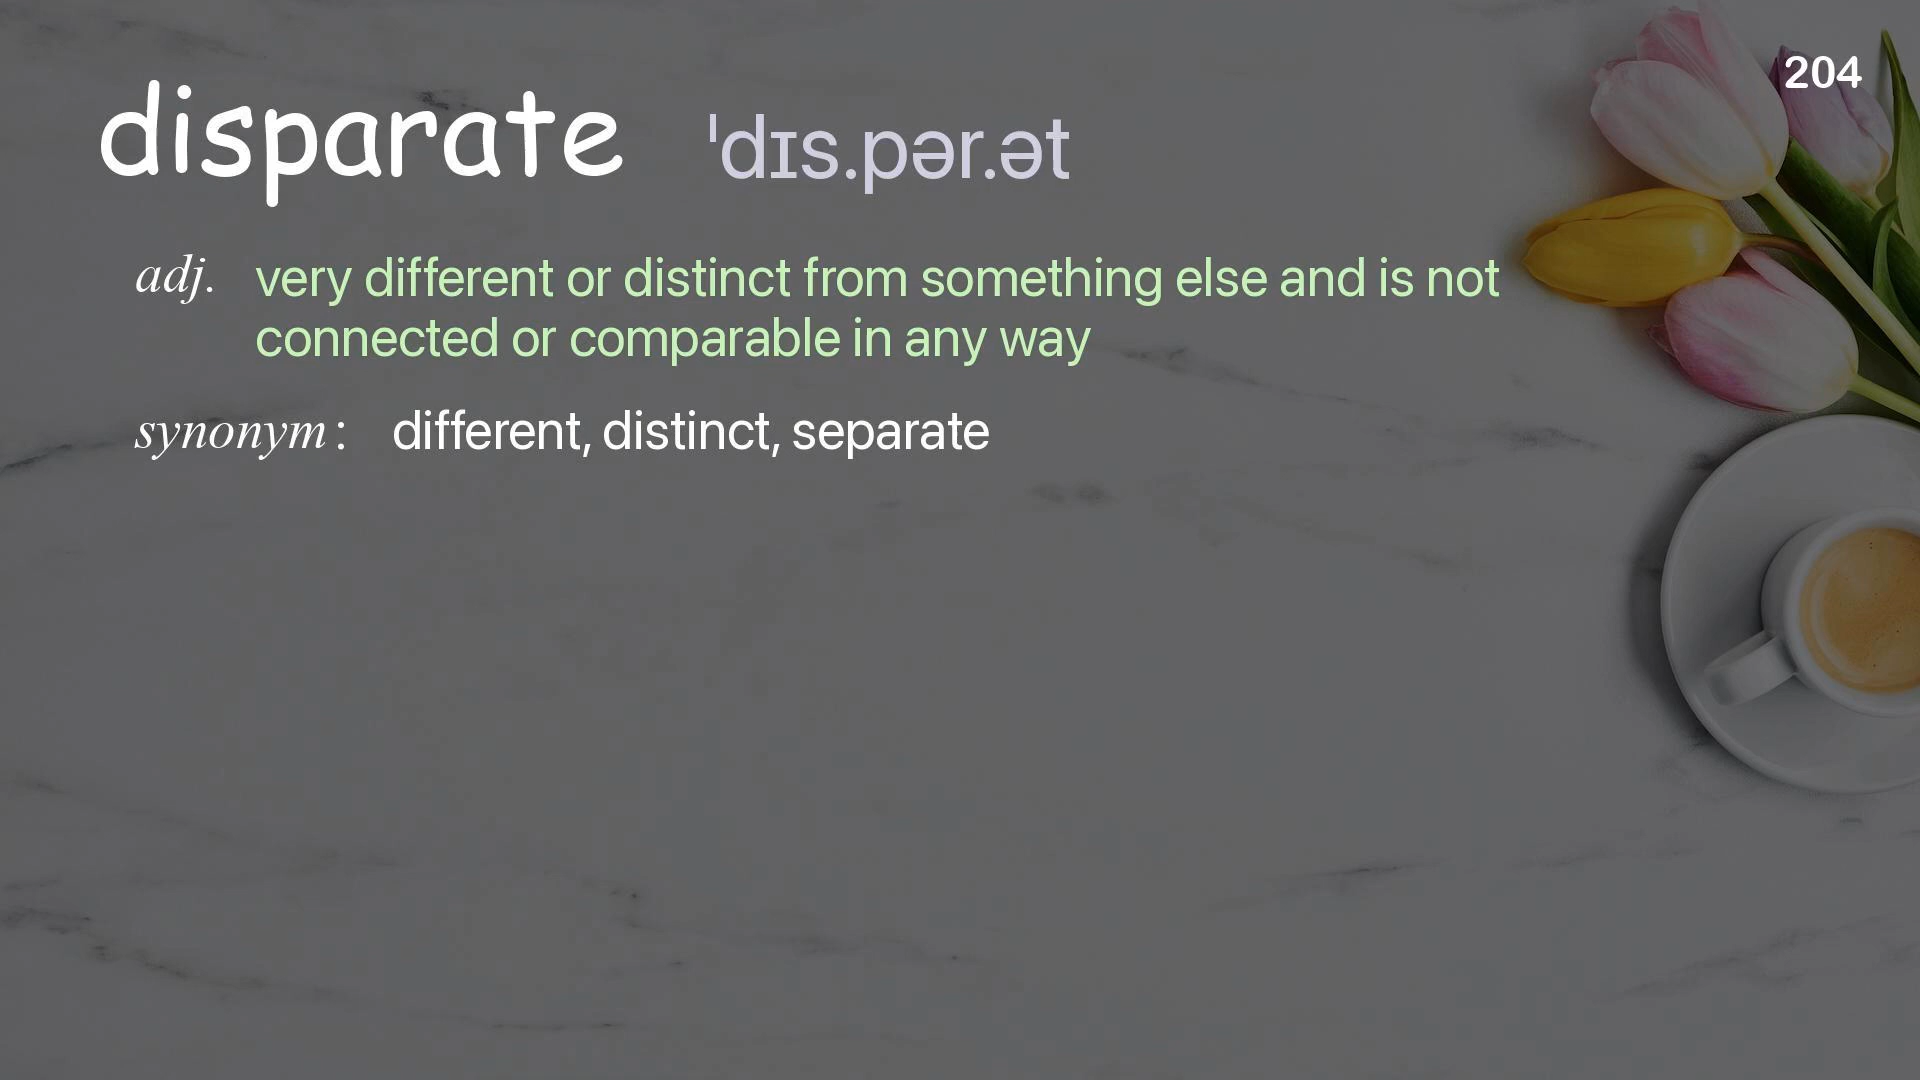 204
disparate ˈdɪs.pər.ət
adj. very different or distinct from something else and is not
connected or comparable in any way
synonym: different, distinct, separate